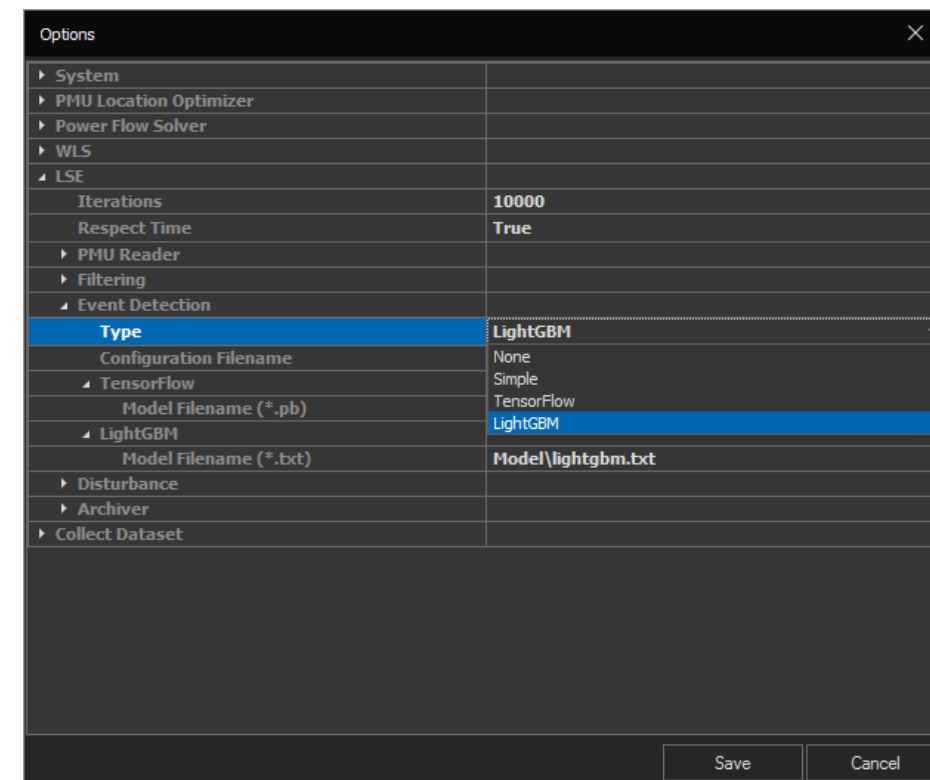 Options
System
PMU Location Optimizer
Power Flow Solver
WLS
LSE
Iterations 10000
Respect Time True
PMU Reader
Filtering
Event Detection
Type LightGBM
Configuration Filename None
Simple
TensorFlow
TensorFlow
Model Filename (*.pb) LightGBM
LightGBM
Model Filename (*.txt) Model\lightgbm.txt
Disturbance
Archiver
Collect Dataset
Save Cancel